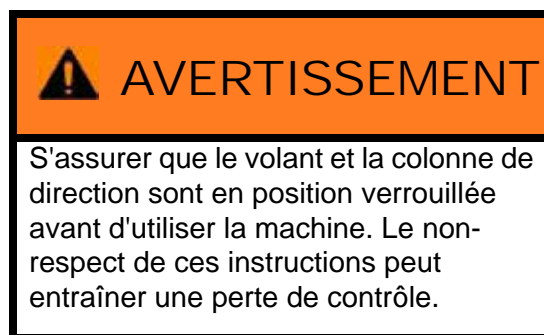 AVERTISSEMENT
S'assurer que le volant et la colonne de
direction sont en position verrouillée
avant d'utiliser la machine. Le non-
respect de ces instructions peut
entraîner une perte de contrôle.